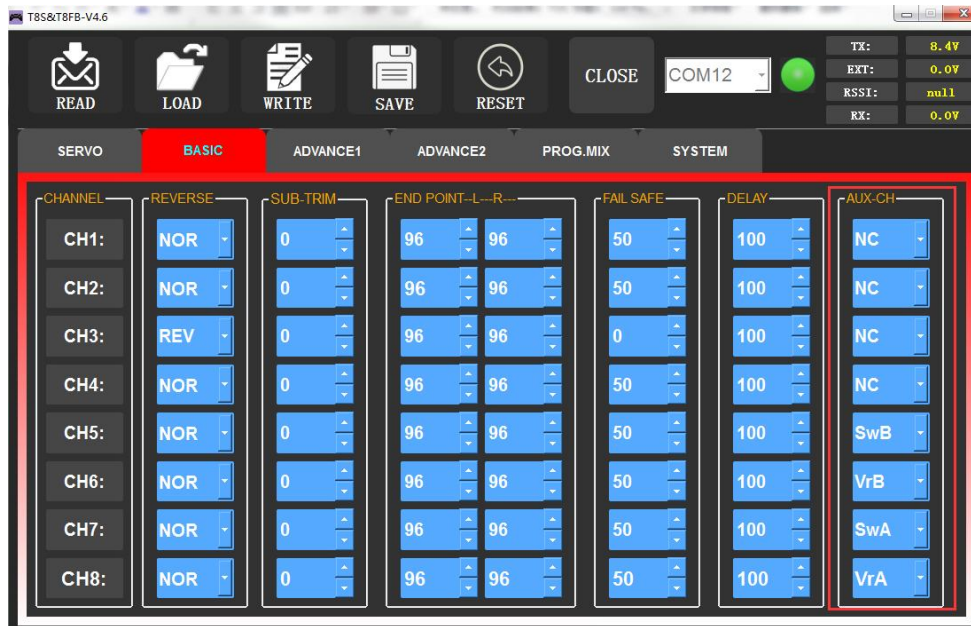 T8S&T8FB-V4.6
READ LOAD WRITE SAVE RESET CLOSE COM12
TX: 8.4V
EXT: 0.0V
RSSI: null
RX: 0.0V
SERVO BASIC ADVANCE1 ADVANCE2 PROG.MIX SYSTEM
CHANNEL REVERSE SUB-TRIM END POINT--L---R--- FAIL SAFE DELAY AUX-CH
CH1: NOR 0 96 96 50 100 NC
CH2: NOR 0 96 96 50 100 NC
CH3: REV 0 96 96 0 100 NC
CH4: NOR 0 96 96 50 100 NC
CH5: NOR 0 96 96 50 100 SwB
CH6: NOR 0 96 96 50 100 VrB
CH7: NOR 0 96 96 50 100 SwA
CH8: NOR 0 96 96 50 100 VrA